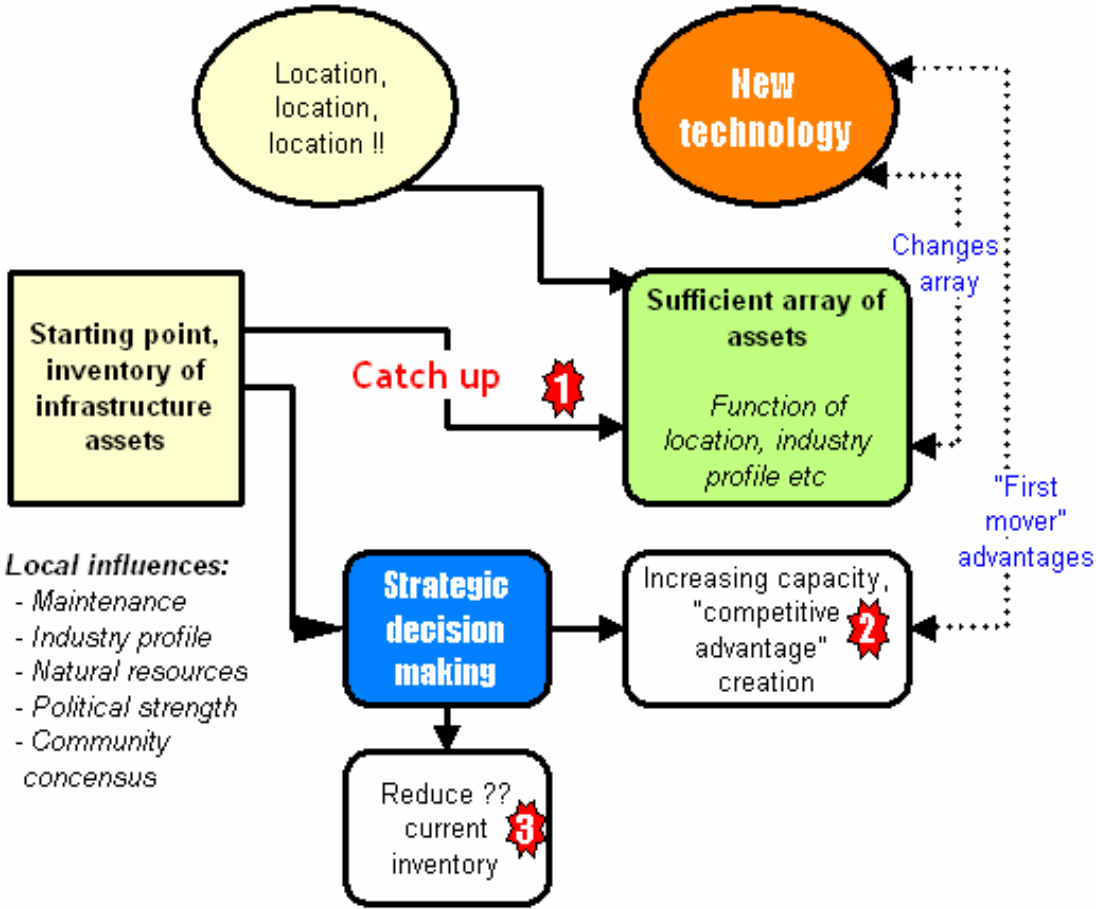 Location,
location,
location !!
New
technology
Changes
array
Starting point,
inventory of
infrastructure
assets
Catch up
1
Sufficient array of
assets
Function of
location, industry
profile etc
"First
mover"
advantages
Local influences:
- Maintenance
- Industry profile
- Natural resources
- Political strength
- Community
concensus
Strategic
decision
making
Increasing capacity,
"competitive
advantage"
creation
2
Reduce ??
current
inventory
3